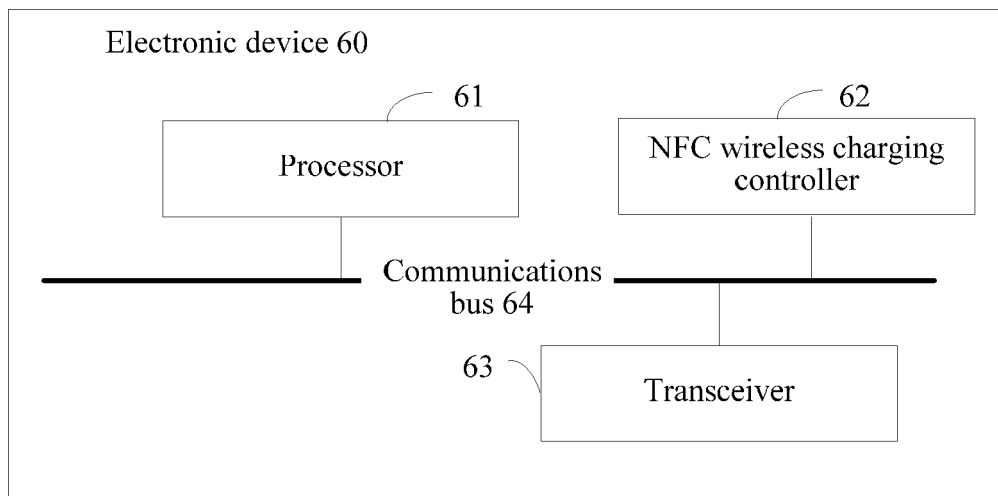 Electronic device 60
61
62
Processor
NFC wireless charging
controller
Communications
bus 64
63
Transceiver